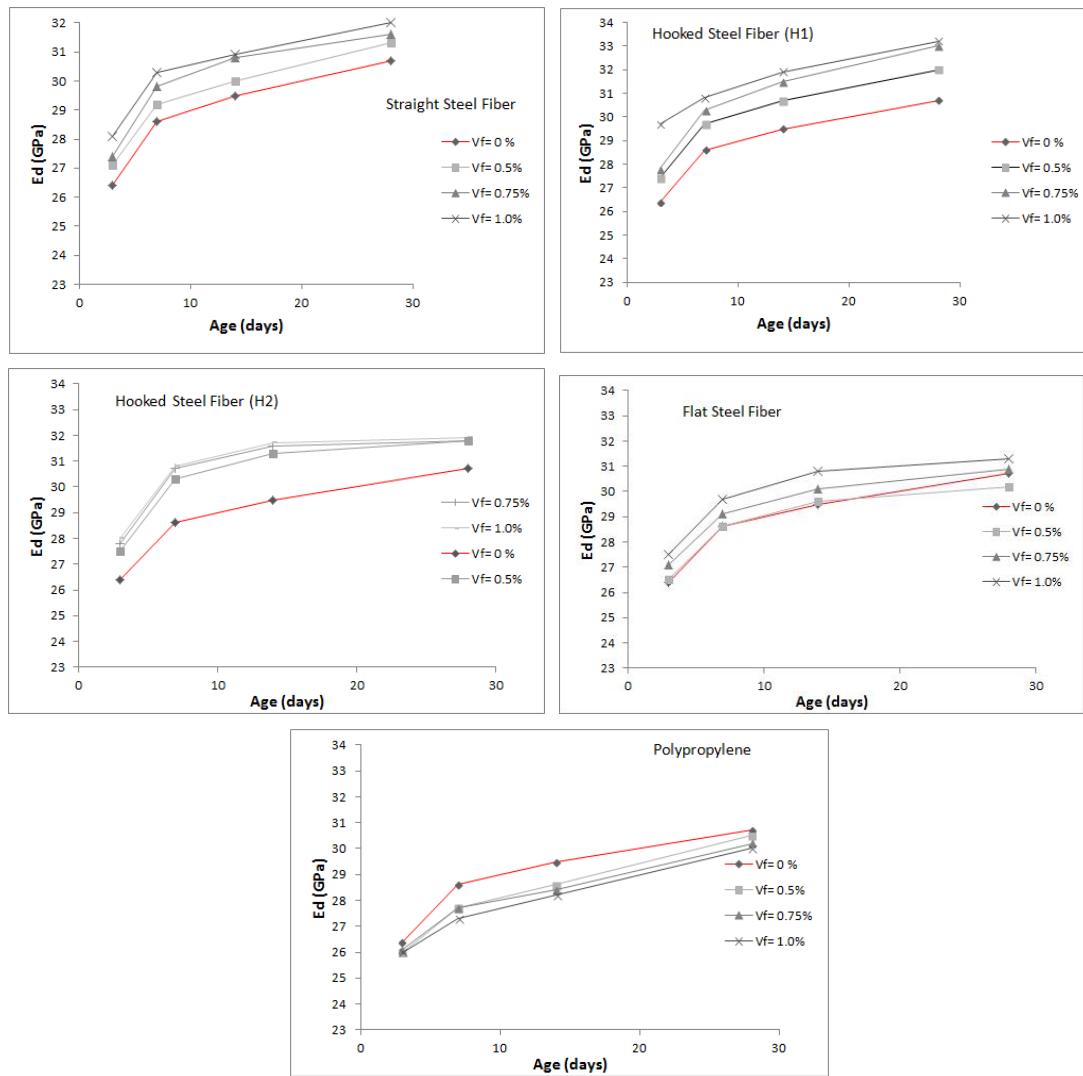 Straight Steel Fiber
Ed (GPa)
32
31
30
29
28
27
26
25
24
23
0
10
20
30
Age (days)
Vf= 0 %
Vf= 0.5%
Vf= 0.75%
Vf= 1.0%
Hooked Steel Fiber (H1)
Ed (GPa)
34
33
32
31
30
29
28
27
26
25
24
23
0
10
20
30
Age (days)
Vf= 0 %
Vf= 0.5%
Vf= 0.75%
Vf= 1.0%
Hooked Steel Fiber (H2)
Ed (GPa)
34
33
32
31
30
29
28
27
26
25
24
23
0
10
20
30
Age (days)
Vf= 0.75%
Vf= 1.0%
Vf= 0 %
Vf= 0.5%
Flat Steel Fiber
Ed (GPa)
34
33
32
31
30
29
28
27
26
25
24
23
0
10
20
30
Age (days)
Vf= 0 %
Vf= 0.5%
Vf= 0.75%
Vf= 1.0%
Polypropylene
Ed (GPa)
34
33
32
31
30
29
28
27
26
25
24
23
0
10
20
30
Age (days)
Vf= 0 %
Vf= 0.5%
Vf= 0.75%
Vf= 1.0%